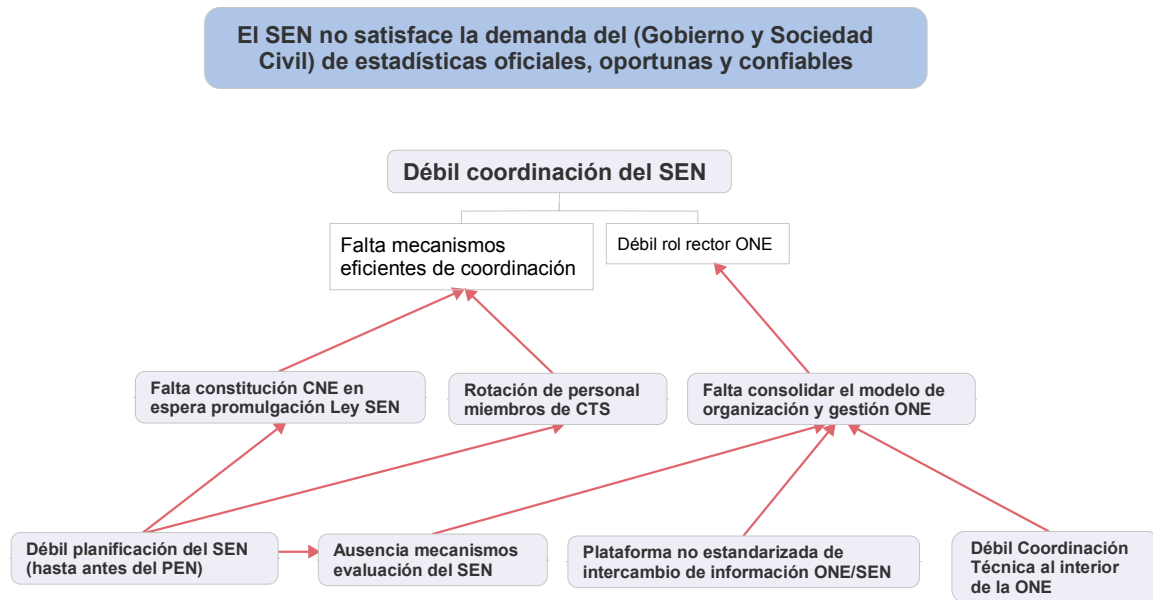 El SEN no satisface la demanda del (Gobierno y Sociedad
Civil) de estadísticas oficiales, oportunas y confiables
Débil coordinación del SEN
Falta mecanismos
eficientes de coordinación
Débil rol rector ONE
Falta constitución CNE en
espera promulgación Ley SEN
Rotación de personal
miembros de CTS
Falta consolidar el modelo de
organización y gestión ONE
Débil planificación del SEN
(hasta antes del PEN)
Ausencia mecanismos
evaluación del SEN
Plataforma no estandarizada de
intercambio de información ONE/SEN
Débil Coordinación
Técnica al interior
de la ONE